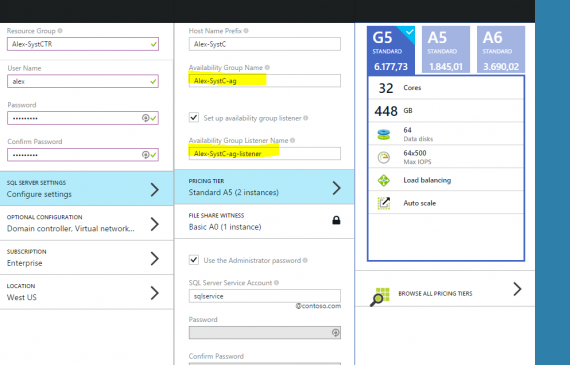 Resource Group
Alex-SystCTR
User Name
alex
Password
•••••••••
Confirm Password
•••••••••
SQL SERVER SETTINGS
Configure settings
OPTIONAL CONFIGURATION
Domain controller, Virtual network...
SUBSCRIPTION
Enterprise
LOCATION
West US
Host Name Prefix
Alex-SystC
Availability Group Name
Alex-SystC-ag
Set up availability group listener
Availability Group Listener Name
Alex-SystC-ag-listener
PRICING TIER
Standard A5 (2 instances)
FILE SHARE WITNESS
Basic A0 (1 instance)
Use the Administrator password
SQL Server Service Account
sqlservice
@contoso.com
Password
Confirm Password
G5
STANDARD
6.177,73
A5
STANDARD
1.845,01
A6
STANDARD
3.690,02
32 Cores
448 GB
64
Data disks
64x500
Max IOPS
Load balancing
Auto scale
BROWSE ALL PRICING TIERS